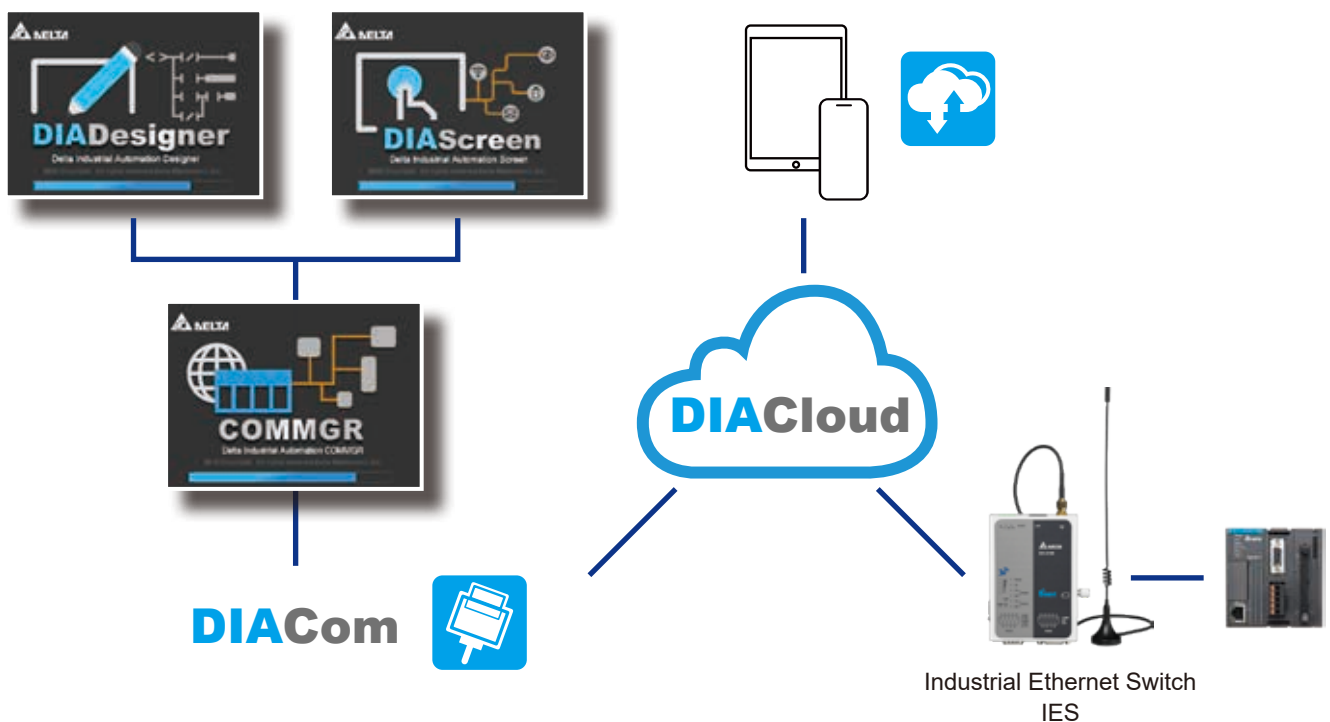 DELTA
DIADesigner
Delta Industrial Automation Designer
DELTA
DIAScreen
Delta Industrial Automation Screen
DELTA
COMMGR
Delta Industrial Automation COMMGR
DIACloud
DIACom
Industrial Ethernet Switch
IES